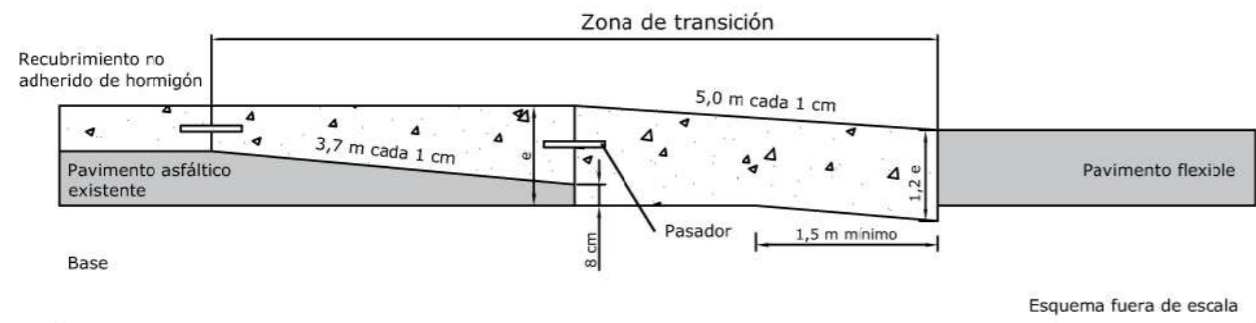 Zona de transición
Recubrimiento no
adherido de hormigón
5,0 m cada 1 cm
3,7 m cada 1 cm
e
Pavimento asfáltico
existente
1,2 e
Pavimento flexible
Pasador
1,5 m mínimo
8 cm
Base
Esquema fuera de escala